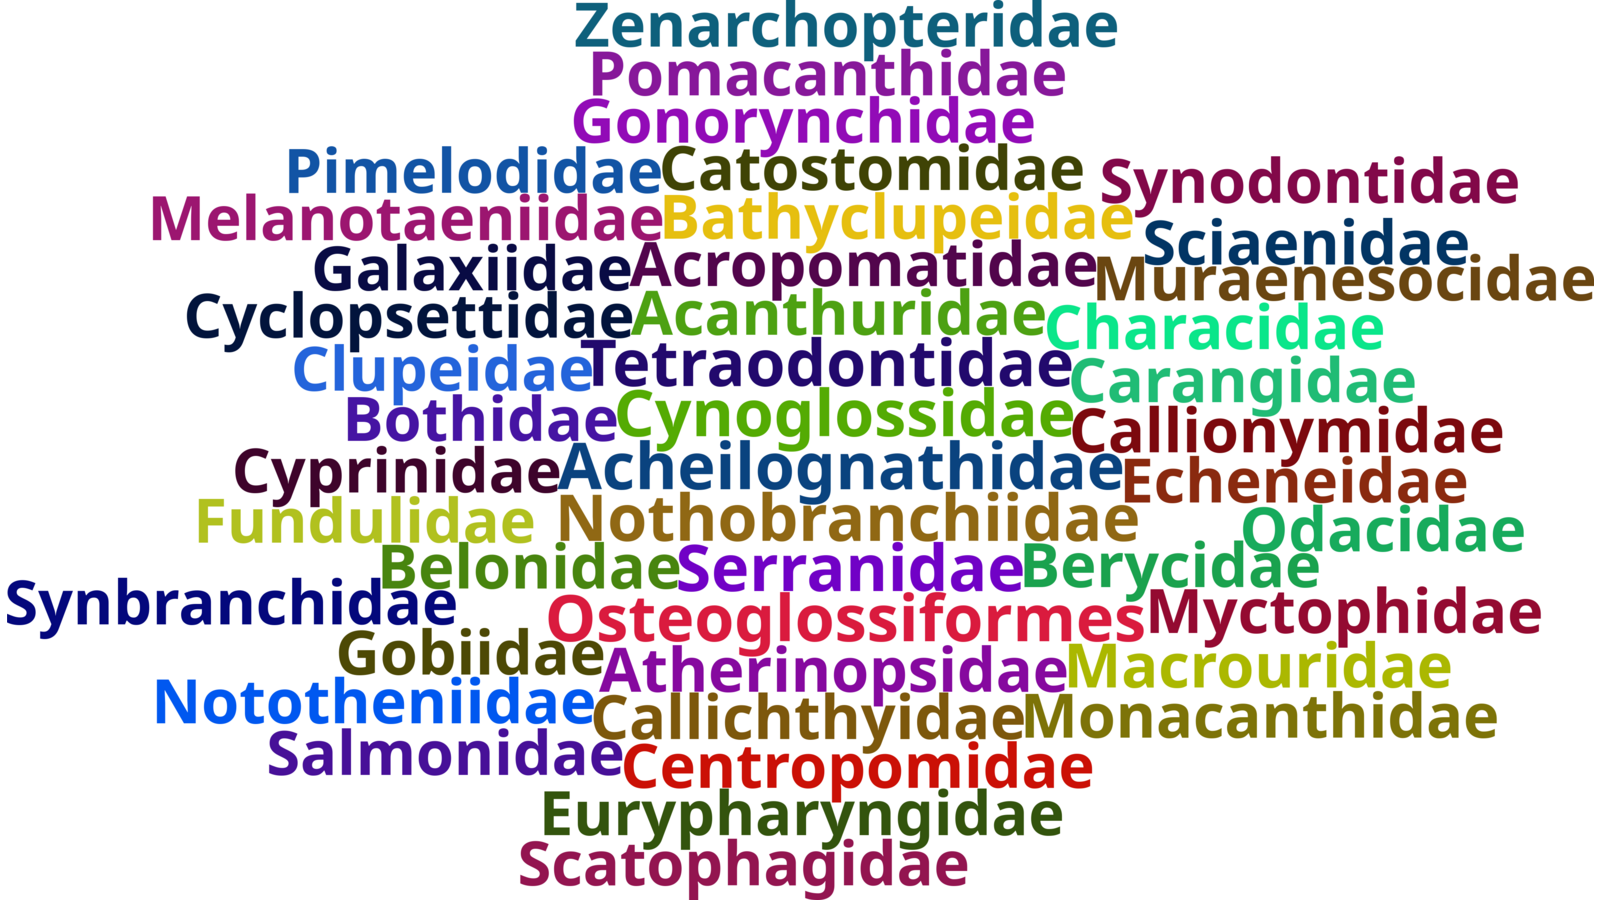 Zenarchopteridae
Pomacanthidae
Gonorynchidae
Pimelodidae Catostomidae Synodontidae
Melanotaeniidae Bathyclupeidae Sciaenidae
Galaxiidae Acropomatidae Muraenesocidae
Cyclopsettidae Acanthuridae Characidae
Clupeidae Tetraodontidae Carangidae
Bothidae Cynoglossidae Callionymidae
Cyprinidae Acheilognathidae Echeneidae
Fundulidae Nothobranchiidae Odacidae
Belonidae Serranidae Berycidae
Synbranchidae Osteoglossiformes Myctophidae
Gobiidae Atherinopsidae Macrouridae
Nototheniidae Callichthyidae Monacanthidae
Salmonidae Centropomidae
Eurypharyngidae
Scatophagidae